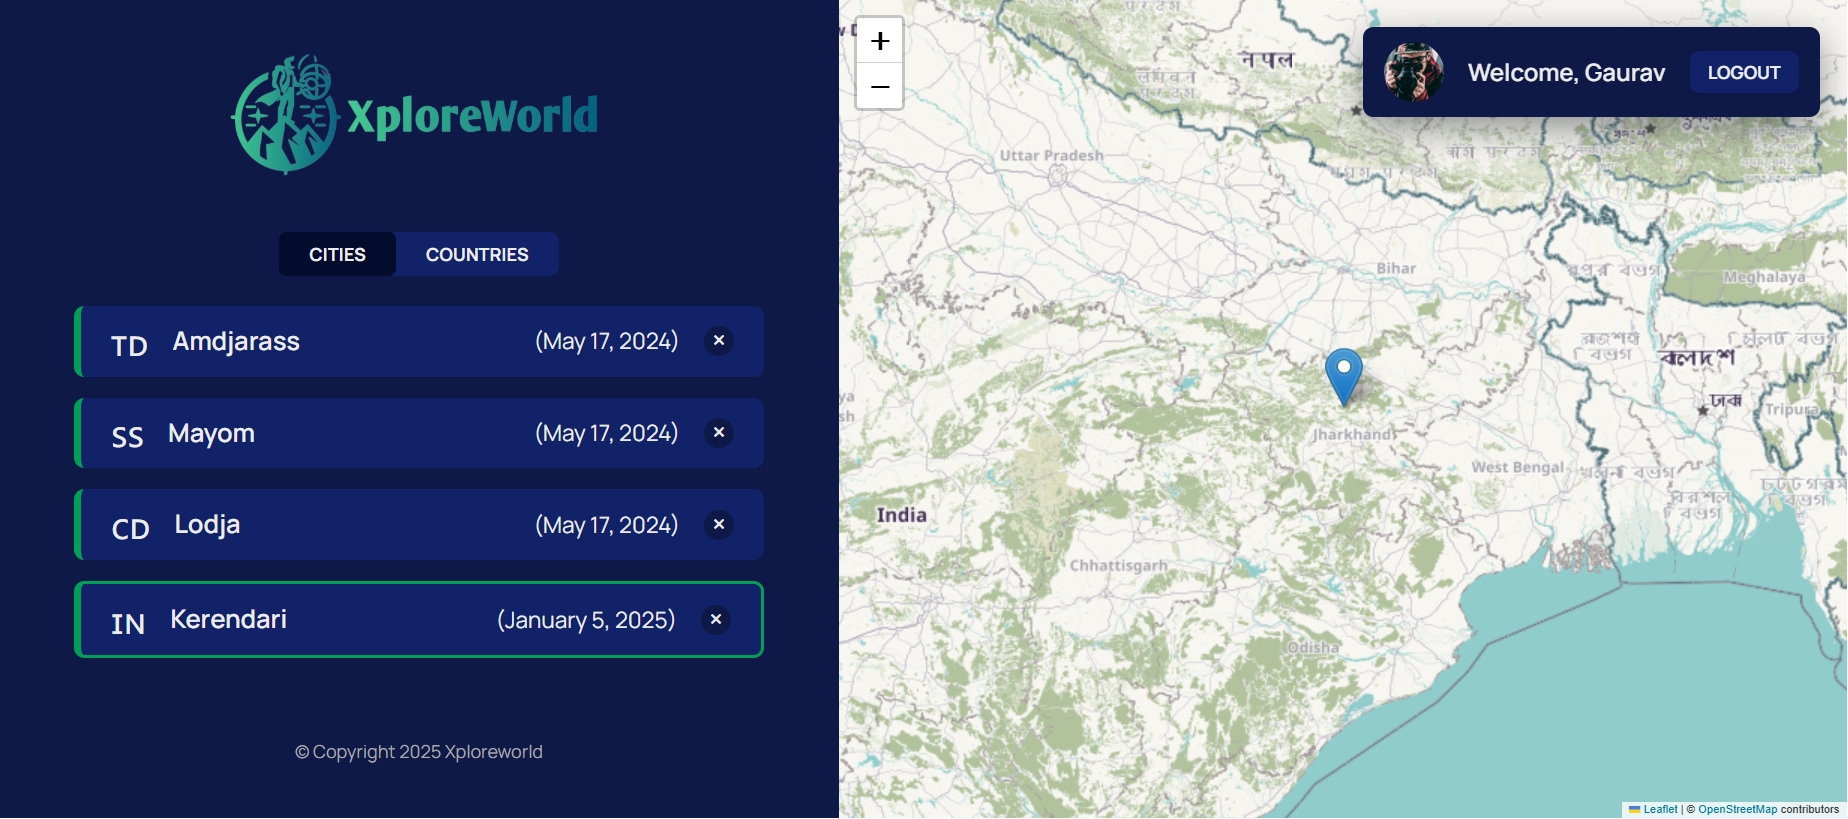 XploreWorld
CITIES COUNTRIES
TD Amdjarass (May 17, 2024) ×
SS Mayom (May 17, 2024) ×
CD Lodja (May 17, 2024) ×
IN Kerendari (January 5, 2025) ×
© Copyright 2025 Xploreworld
+
−
Welcome, Gaurav LOGOUT
Uttar Pradesh
Bihar
Meghalaya
Jharkhand
Tripura
West Bengal
India
Chhattisgarh
Odisha
Leaflet | © OpenStreetMap contributors